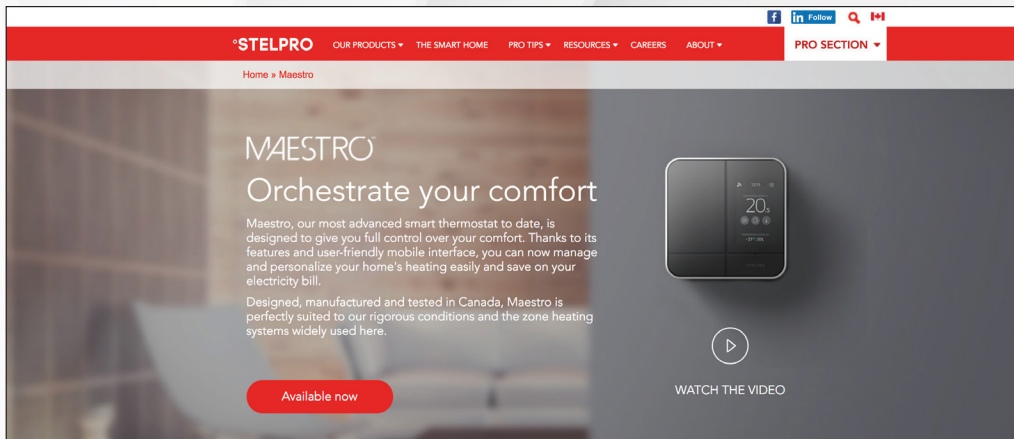 f in Follow
°STELPRO OUR PRODUCTS THE SMART HOME PRO TIPS RESOURCES CAREERS ABOUT PRO SECTION
Home » Maestro
MAESTRO
Orchestrate your comfort
Maestro, our most advanced smart thermostat to date, is
designed to give you full control over your comfort. Thanks to its
features and user-friendly mobile interface, you can now manage
and personalize your home's heating easily and save on your
electricity bill.
Designed, manufactured and tested in Canada, Maestro is
perfectly suited to our rigorous conditions and the zone heating
systems widely used here.
20.5
WATCH THE VIDEO
Available now